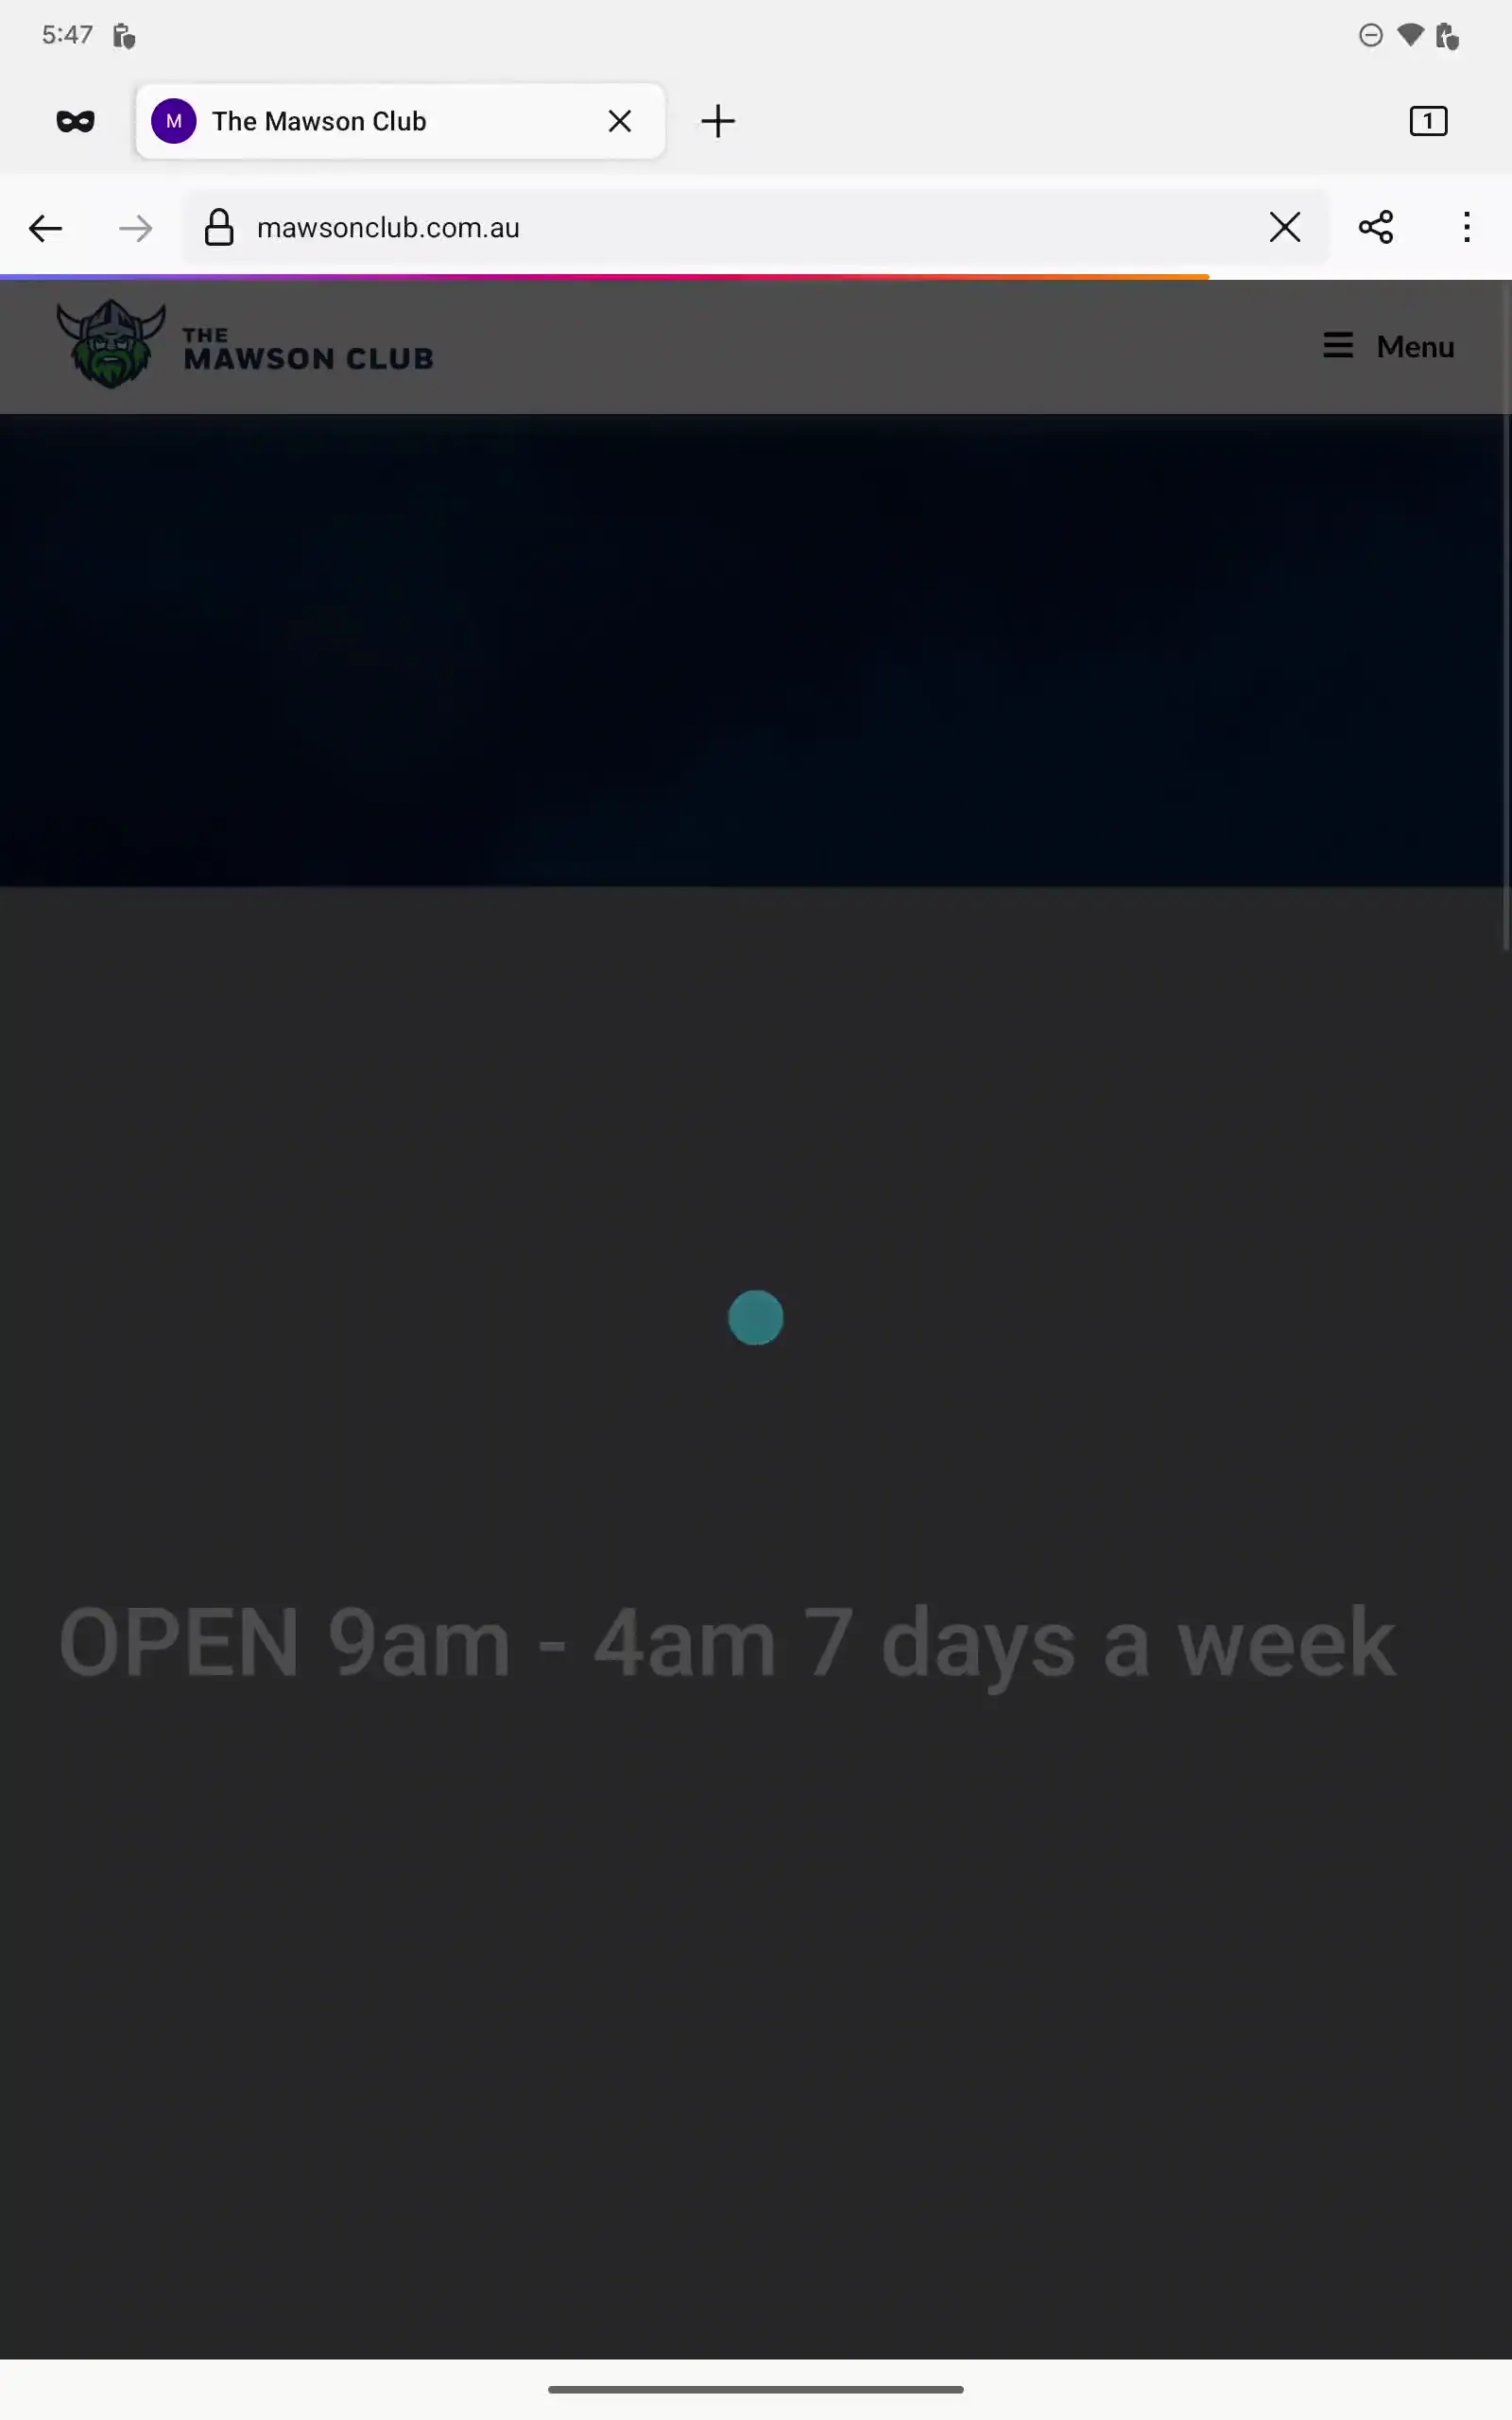 5:47
M The Mawson Club
1
mawsonclub.com.au
THE
MAWSON CLUB
Menu
OPEN 9am - 4am 7 days a week